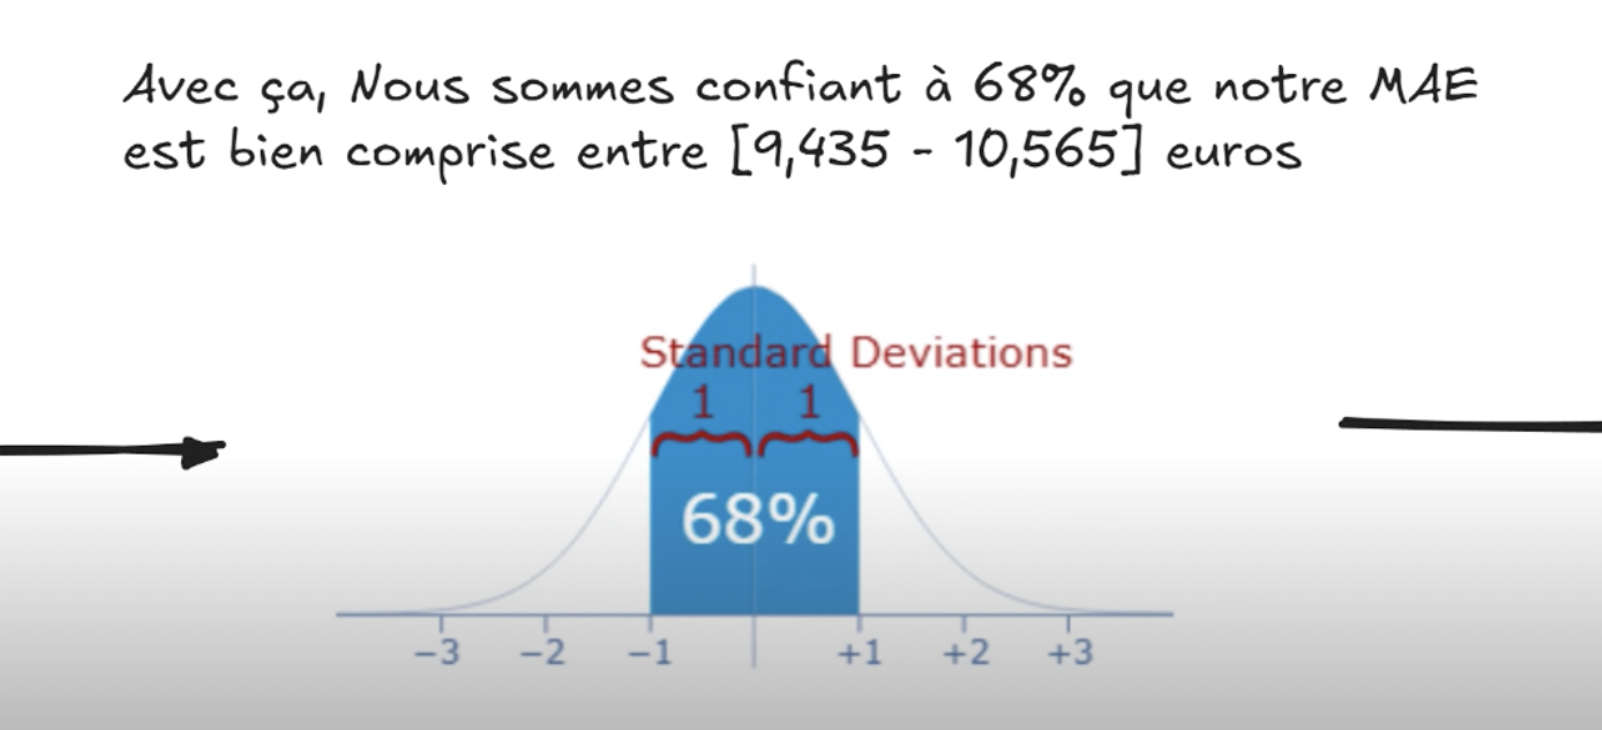 Avec ça, Nous sommes confiant à 68% que notre MAE
est bien comprise entre [9,435 - 10,565] euros
Standard Deviations
1 1
68%
−3 −2 −1 +1 +2 +3